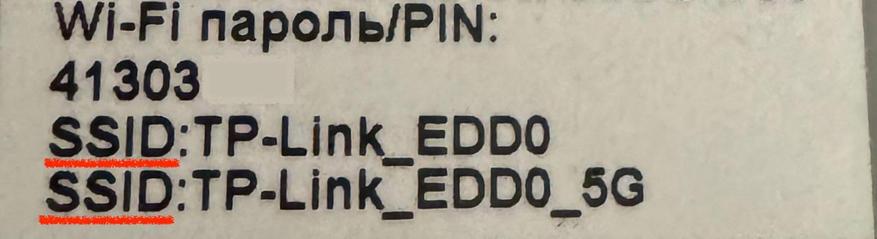 Wi-Fi пароль/PIN:
41303
SSID:TP-Link_EDD0
SSID:TP-Link_EDD0_5G